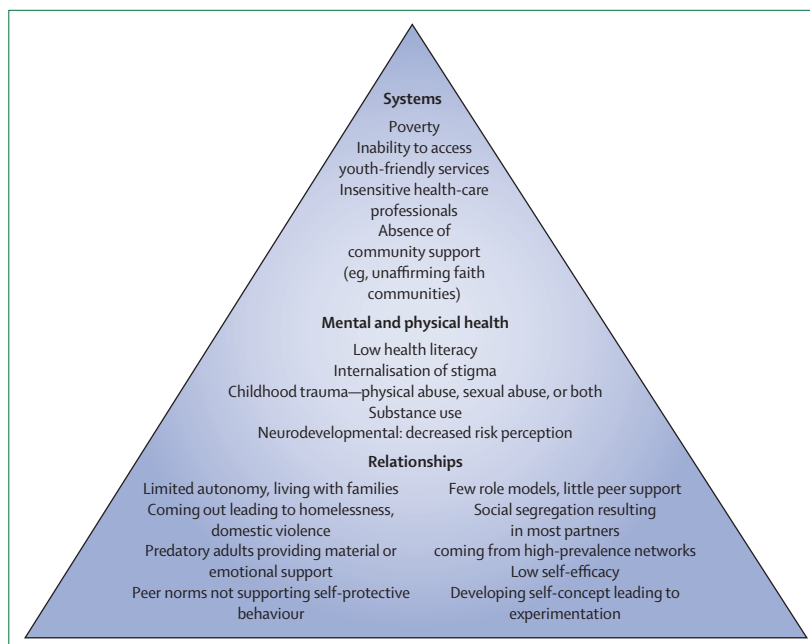 Systems
Poverty
Inability to access
youth-friendly services
Insensitive health-care
professionals
Absence of
community support
(eg, unaffirming faith
communities)
Mental and physical health
Low health literacy
Internalisation of stigma
Childhood trauma—physical abuse, sexual abuse, or both
Substance use
Neurodevelopmental: decreased risk perception
Relationships
Limited autonomy, living with families
Coming out leading to homelessness,
domestic violence
Predatory adults providing material or
emotional support
Peer norms not supporting self-protective
behaviour
Few role models, little peer support
Social segregation resulting
in most partners
coming from high-prevalence networks
Low self-efficacy
Developing self-concept leading to
experimentation